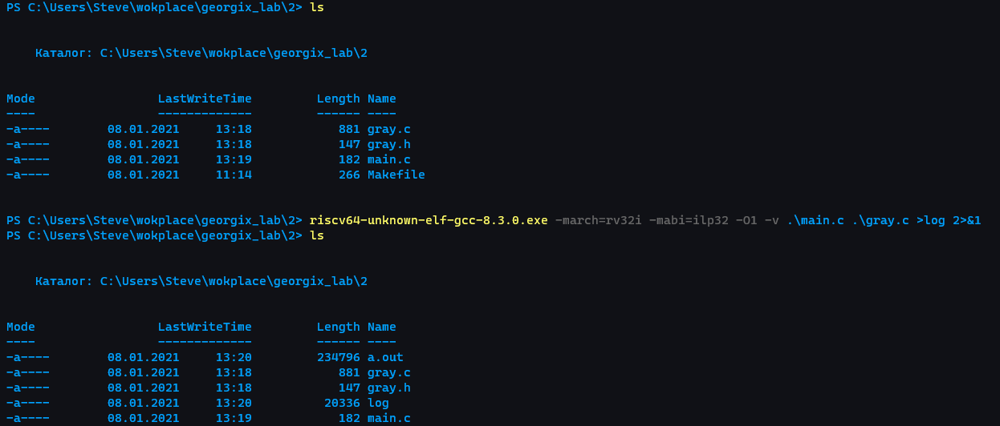 PS C:\Users\Steve\wokplace\georgix_lab\2> ls
Каталог: C:\Users\Steve\wokplace\georgix_lab\2
Mode LastWriteTime Length Name
---- ------------- ------ ----
-a---- 08.01.2021 13:18 881 gray.c
-a---- 08.01.2021 13:18 147 gray.h
-a---- 08.01.2021 13:19 182 main.c
-a---- 08.01.2021 11:14 266 Makefile
PS C:\Users\Steve\wokplace\georgix_lab\2> riscv64-unknown-elf-gcc-8.3.0.exe -march=rv32i -mabi=ilp32 -O1 -v .\main.c .\gray.c >log 2>&1
PS C:\Users\Steve\wokplace\georgix_lab\2> ls
Каталог: C:\Users\Steve\wokplace\georgix_lab\2
Mode LastWriteTime Length Name
---- ------------- ------ ----
-a---- 08.01.2021 13:20 234796 a.out
-a---- 08.01.2021 13:18 881 gray.c
-a---- 08.01.2021 13:18 147 gray.h
-a---- 08.01.2021 13:20 20336 log
-a---- 08.01.2021 13:19 182 main.c